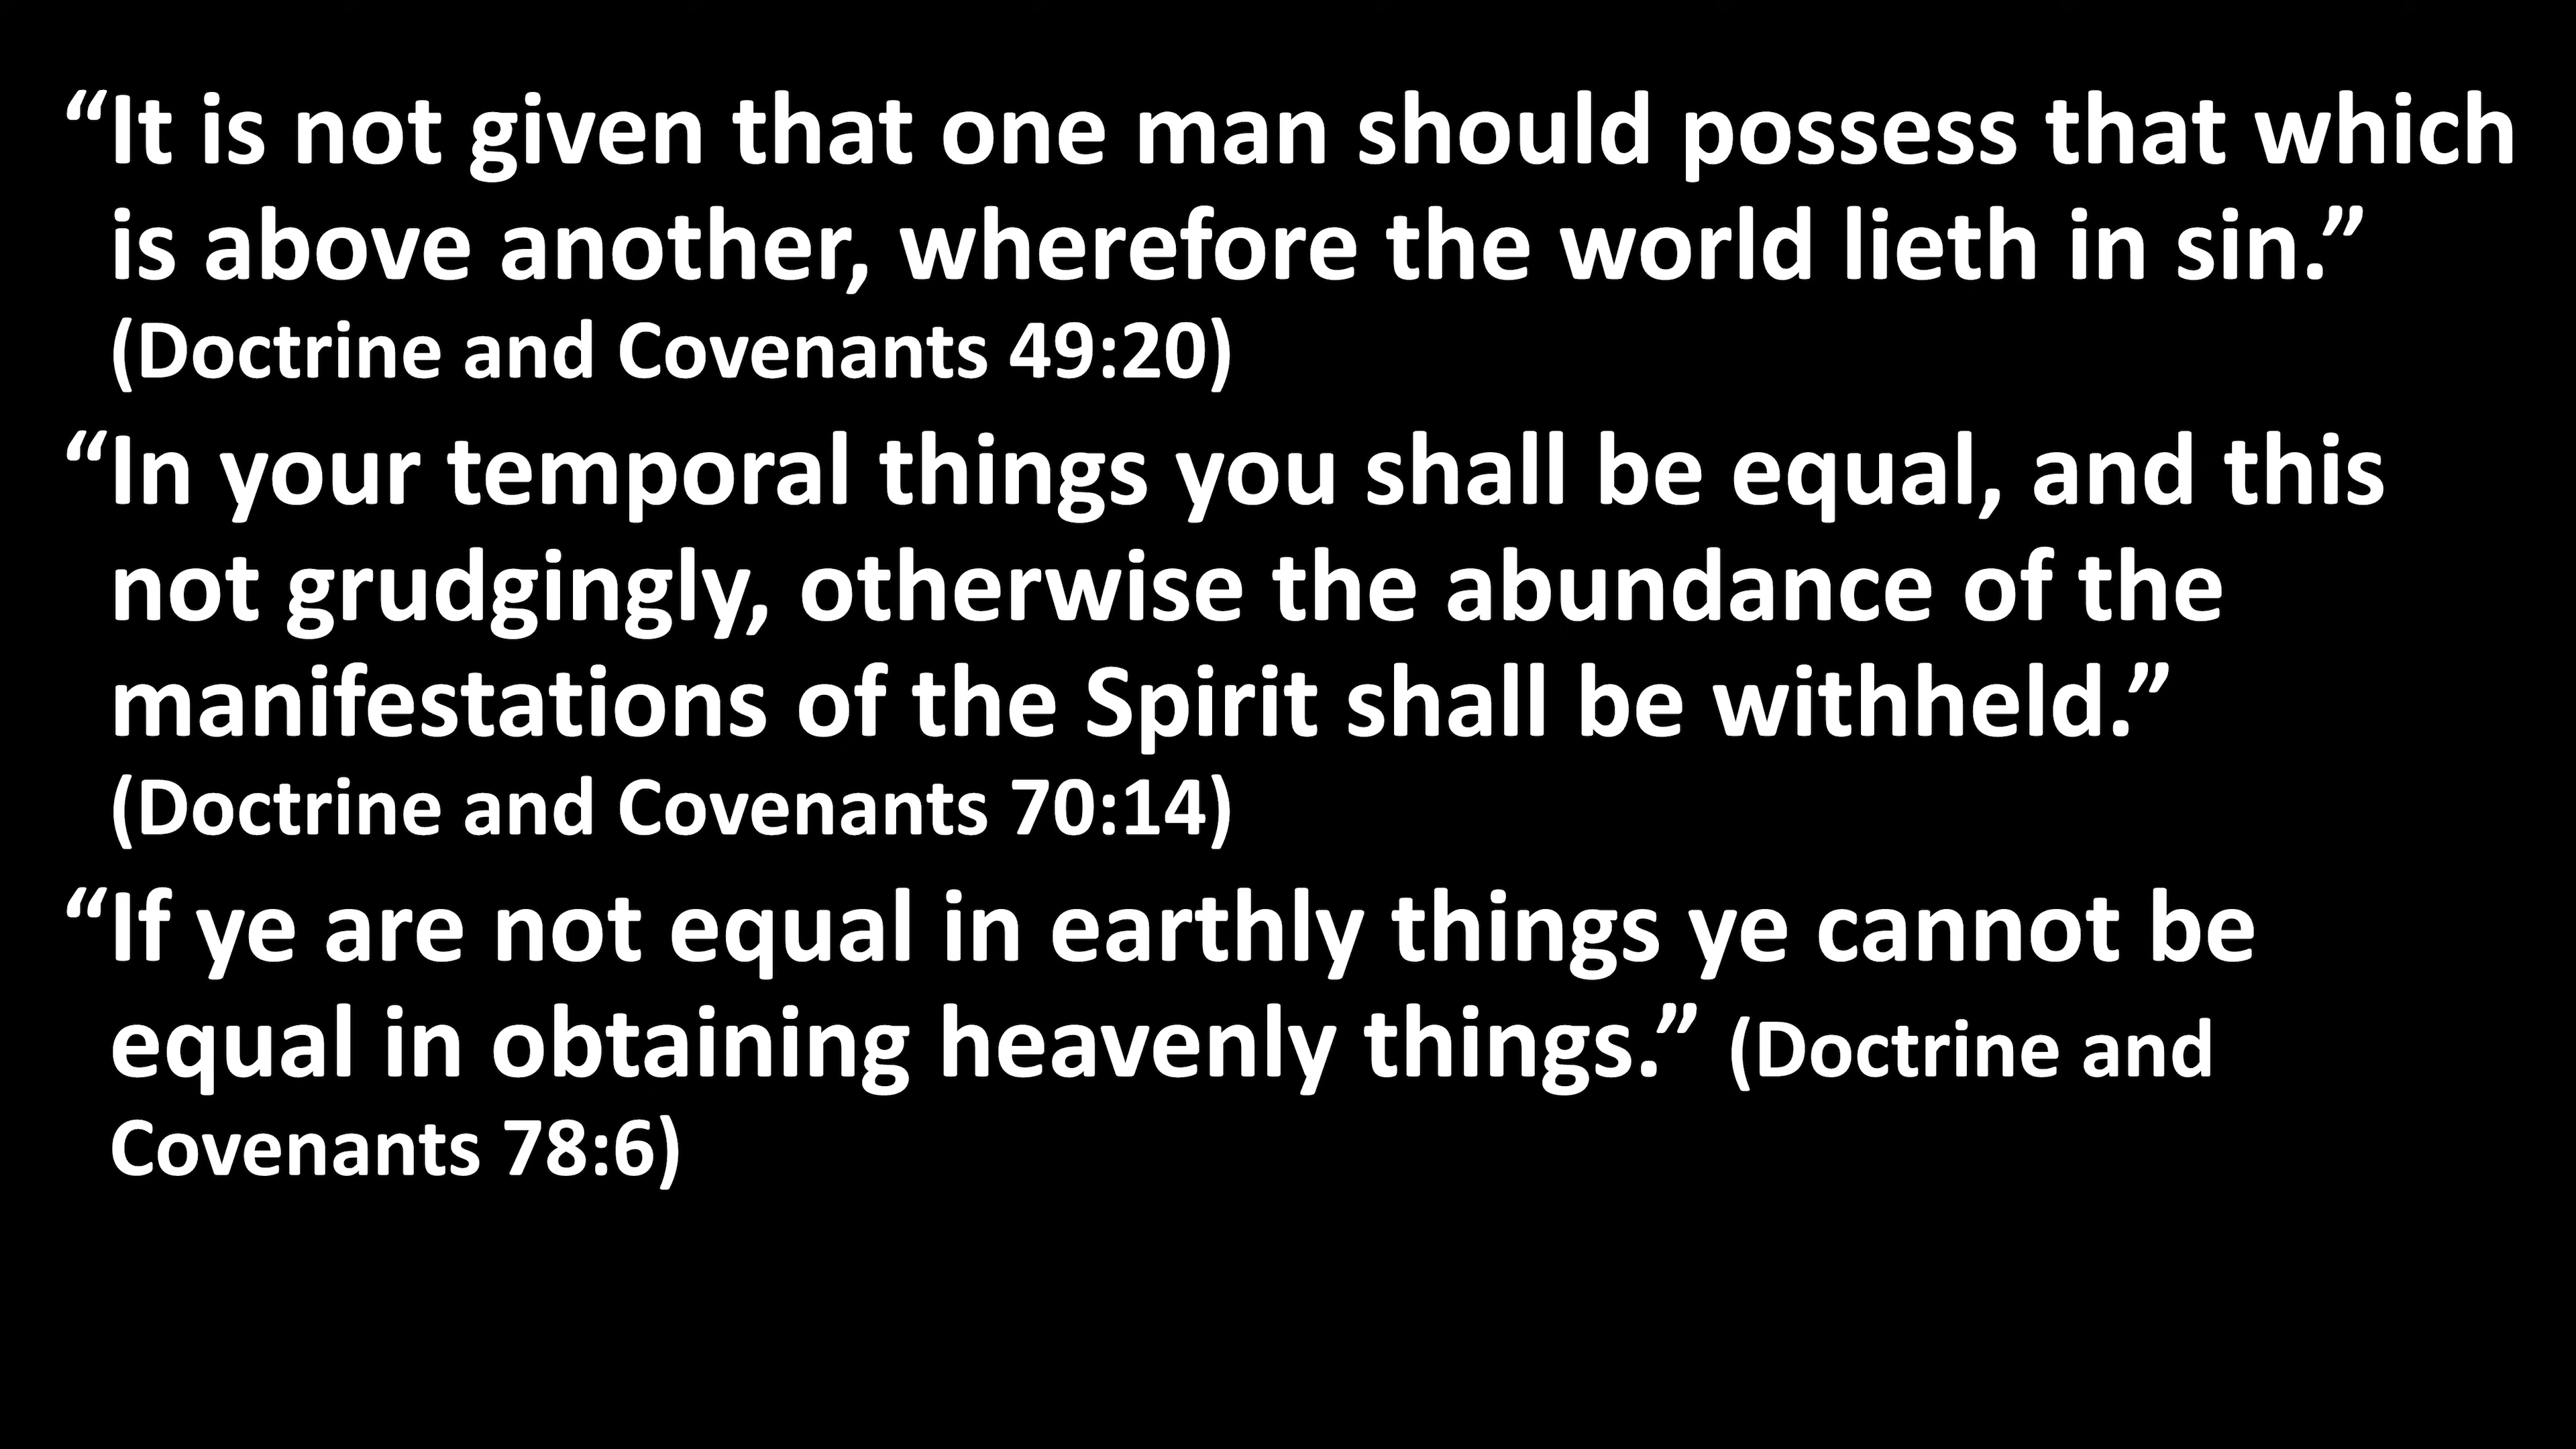 “It is not given that one man should possess that which
is above another, wherefore the world lieth in sin.”
(Doctrine and Covenants 49:20)
“In your temporal things you shall be equal, and this
not grudgingly, otherwise the abundance of the
manifestations of the Spirit shall be withheld.”
(Doctrine and Covenants 70:14)
“If ye are not equal in earthly things ye cannot be
equal in obtaining heavenly things.” (Doctrine and
Covenants 78:6)